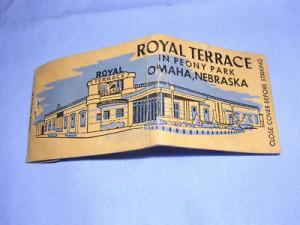 ROYAL TERRACE
IN PEONY PARK
OMAHA, NEBRASKA
ROYAL
TERRACE
CLOSE COVER BEFORE STRIKING